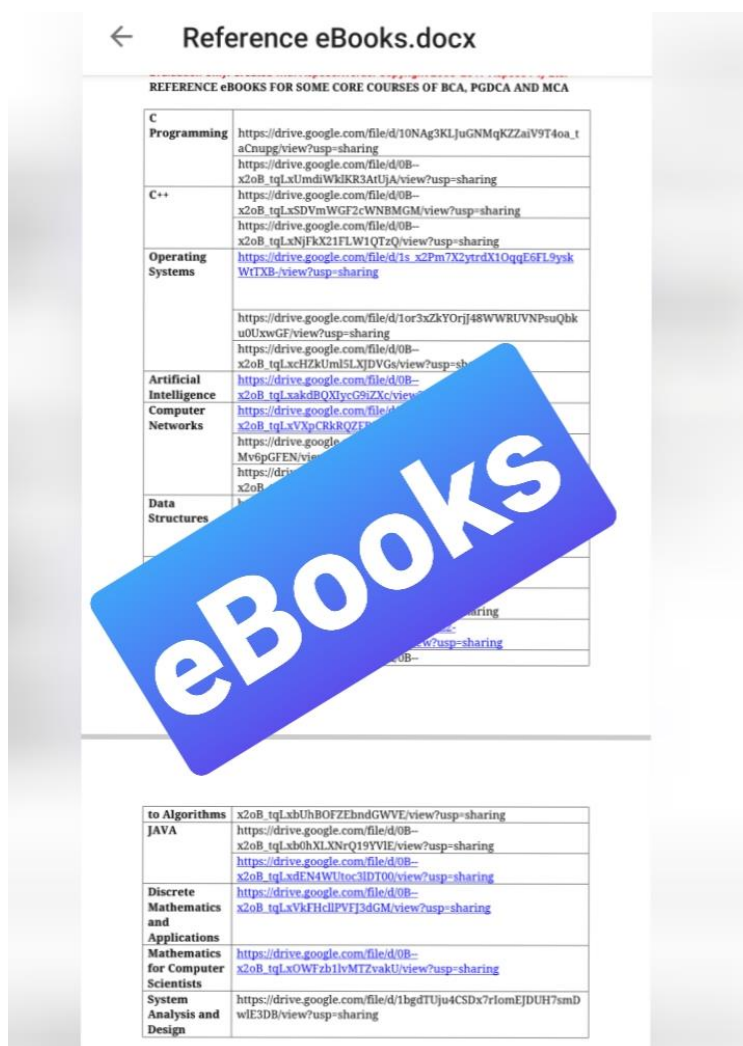 Reference eBooks.docx
REFERENCE eBOOKS FOR SOME CORE COURSES OF BCA, PGDCA AND MCA
C
Programming
https://drive.google.com/file/d/10NAg3KLJuGNMqKZZaiV9T4oa_t
aCnupg/view?usp=sharing
https://drive.google.com/file/d/0B--
x2oB_tqLxUmdiWklKR3AtUjA/view?usp=sharing
C++
https://drive.google.com/file/d/0B--
x2oB_tqLxSDVmWGF2cWNBMGM/view?usp=sharing
https://drive.google.com/file/d/0B--
x2oB_tqLxNjFkX21FLW1QTzQ/view?usp=sharing
Operating
Systems
https://drive.google.com/file/d/1s_x2Pm7X2ytrdX1OqqE6FL9ysk
WtTXB-/view?usp=sharing
https://drive.google.com/file/d/1or3xZkYOrjJ48WWRUVNPsuQbk
u0UxwGF/view?usp=sharing
https://drive.google.com/file/d/0B--
x2oB_tqLxcHZkUml5LXJDVGs/view?usp=sh
Artificial
Intelligence
https://drive.google.com/file/d/0B--
x2oB_tqLxakdBQXIycG9iZXc/view
Computer
Networks
https://drive.google.com/file/d
x2oB_tqLxVXpCRkRQZE
https://drive.google
Mv6pGFEN/vie
https://driv
x2oB
Data
Structures
eBooks
aring
w?usp=sharing
0B--
to Algorithms
x2oB_tqLxbUhBOFZEbndGWVE/view?usp=sharing
JAVA
https://drive.google.com/file/d/0B--
x2oB_tqLxb0hXLXNrQ19YVlE/view?usp=sharing
https://drive.google.com/file/d/0B--
x2oB_tqLxdEN4WUtoc3lDT00/view?usp=sharing
Discrete
Mathematics
and
Applications
https://drive.google.com/file/d/0B--
x2oB_tqLxVkFHcllPVFJ3dGM/view?usp=sharing
Mathematics
for Computer
Scientists
https://drive.google.com/file/d/0B--
x2oB_tqLxOWFzb1lvMTZvakU/view?usp=sharing
System
Analysis and
Design
https://drive.google.com/file/d/1bgdTUju4CSDx7rIomEJDUH7smD
wlE3DB/view?usp=sharing